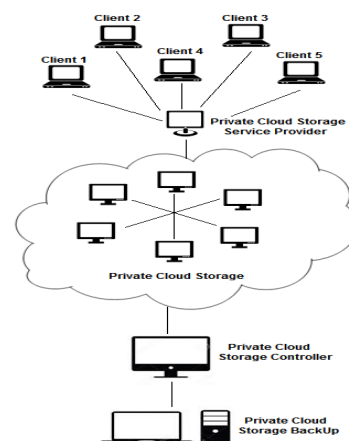 Client 2
Client 3
Client 4
Client 1
Client 5
Private Cloud Storage
Service Provider
Private Cloud Storage
Private Cloud
Storage Controller
Private Cloud
Storage BackUp